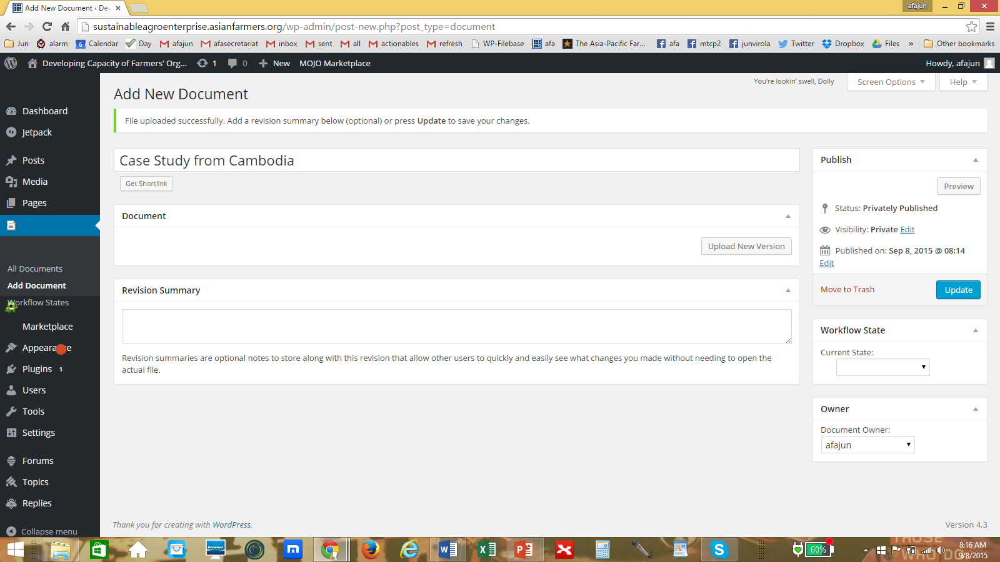 Add New Document ‹ Dev
afajun
sustainableagroenterprise.asianfarmers.org/wp-admin/post-new.php?post_type=document
Jun alarm 6 Calendar Day afajun afasecretariat inbox sent all actionables refresh WP-Filebase afa The Asia-Pacific Far... afa mtcp2 junvirola Twitter Dropbox Files » Other bookmarks
Developing Capacity of Farmers' Org... 1 0 New MOJO Marketplace Howdy, afajun
You're lookin' swell, Dolly Screen Options Help
Add New Document
File uploaded successfully. Add a revision summary below (optional) or press Update to save your changes.
Dashboard
Jetpack
Posts
Media
Pages
All Documents
Add Document
Workflow States
Marketplace
Appearance
Plugins 1
Users
Tools
Settings
Forums
Topics
Replies
Collapse menu
Case Study from Cambodia
Get Shortlink
Document
Upload New Version
Revision Summary
Revision summaries are optional notes to store along with this revision that allow other users to quickly and easily see what changes you made without needing to open the
actual file.
Publish
Preview
Status: Privately Published
Visibility: Private Edit
Published on: Sep 8, 2015 @ 08:14
Edit
Move to Trash Update
Workflow State
Current State:
Owner
Document Owner:
afajun
Thank you for creating with WordPress. Version 4.3
lenovo
60%
THOSE
WHO DO
8:16 AM
9/8/2015